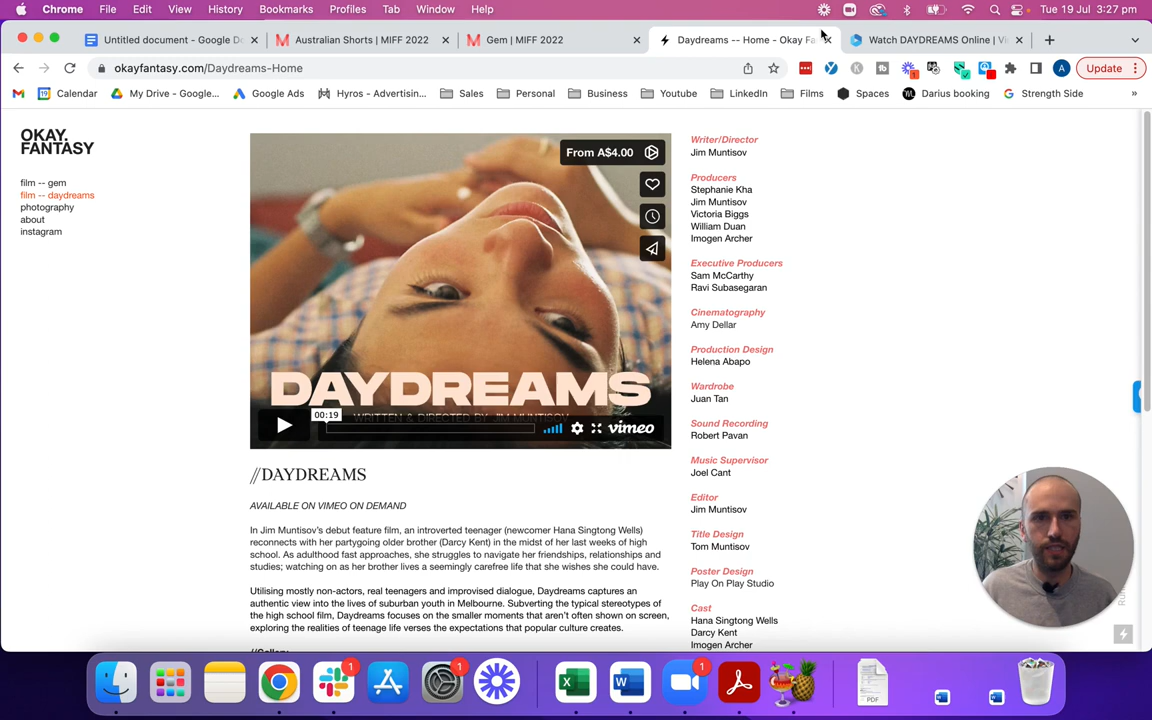 Chrome File Edit View History Bookmarks Profiles Tab Window Help Tue 19 Jul 3:27 pm
Untitled document - Google Do Australian Shorts | MIFF 2022 Gem | MIFF 2022 Daydreams -- Home - Okay Fa Watch DAYDREAMS Online | Vi
okayfantasy.com/Daydreams-Home A Update
Calendar My Drive - Google... Google Ads Hyros - Advertisin... Sales Personal Business Youtube LinkedIn Films Spaces Darius booking Strength Side »
OKAY.
FANTASY
film -- gem
film -- daydreams
photography
about
instagram
From A$4.00
DAYDREAMS
WRITTEN & DIRECTED BY JIM MUNTISOV
00:19
vimeo
//DAYDREAMS
AVAILABLE ON VIMEO ON DEMAND
In Jim Muntisov's debut feature film, an introverted teenager (newcomer Hana Singtong Wells)
reconnects with her partygoing older brother (Darcy Kent) in the midst of her last weeks of high
school. As adulthood fast approaches, she struggles to navigate her friendships, relationships and
studies; watching on as her brother lives a seemingly carefree life that she wishes she could have.
Utilising mostly non-actors, real teenagers and improvised dialogue, Daydreams captures an
authentic view into the lives of suburban youth in Melbourne. Subverting the typical stereotypes of
the high school film, Daydreams focuses on the smaller moments that aren't often shown on screen,
exploring the realities of teenage life verses the expectations that popular culture creates.
Writer/Director
Jim Muntisov
Producers
Stephanie Kha
Jim Muntisov
Victoria Biggs
William Duan
Imogen Archer
Executive Producers
Sam McCarthy
Ravi Subasegaran
Cinematography
Amy Dellar
Production Design
Helena Abapo
Wardrobe
Juan Tan
Sound Recording
Robert Pavan
Music Supervisor
Joel Cant
Editor
Jim Muntisov
Title Design
Tom Muntisov
Poster Design
Play On Play Studio
Cast
Hana Singtong Wells
Darcy Kent
Imogen Archer
PDF